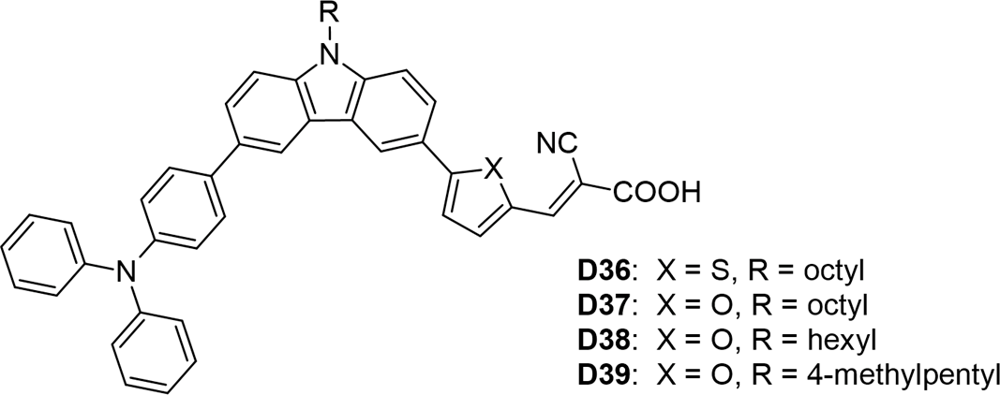 R
N
X
NC
COOH
N
D36: X = S, R = octyl
D37: X = O, R = octyl
D38: X = O, R = hexyl
D39: X = O, R = 4-methylpentyl